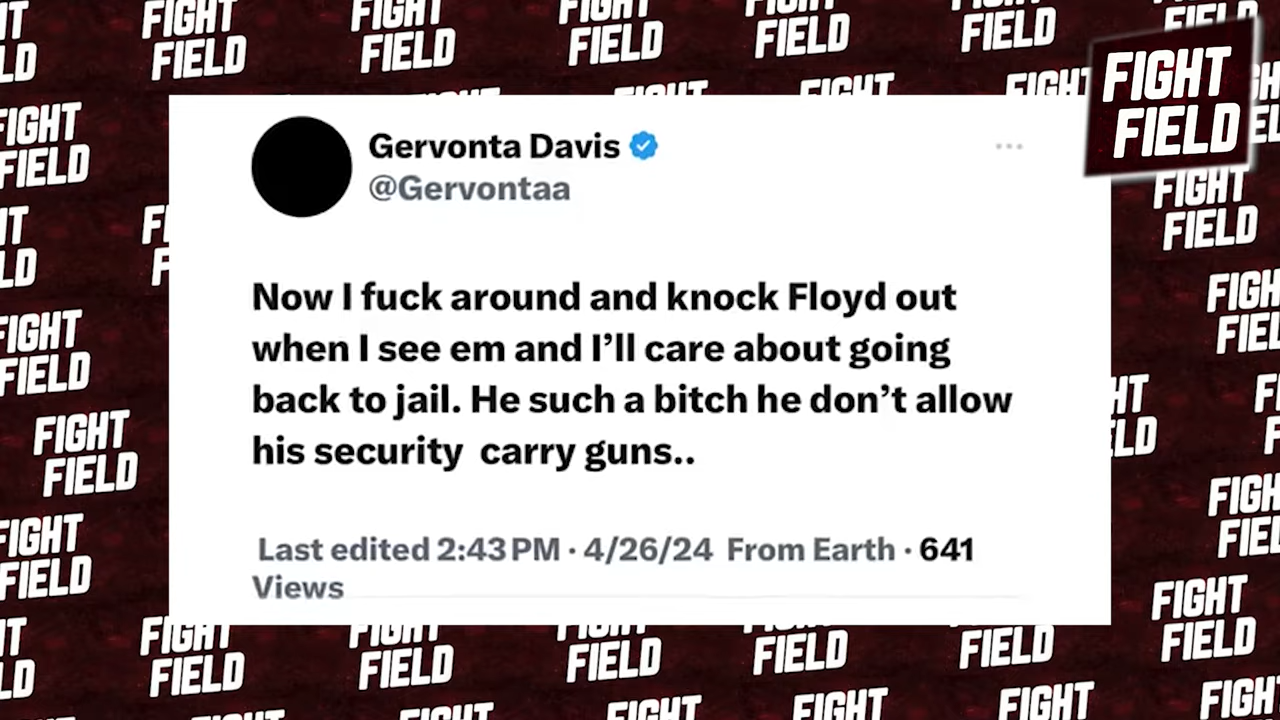 FIGHT
FIELD
Gervonta Davis
@Gervontaa
Now I fuck around and knock Floyd out
when I see em and I’ll care about going
back to jail. He such a bitch he don’t allow
his security  carry guns..
Last edited 2:43 PM · 4/26/24  From Earth · 641
Views